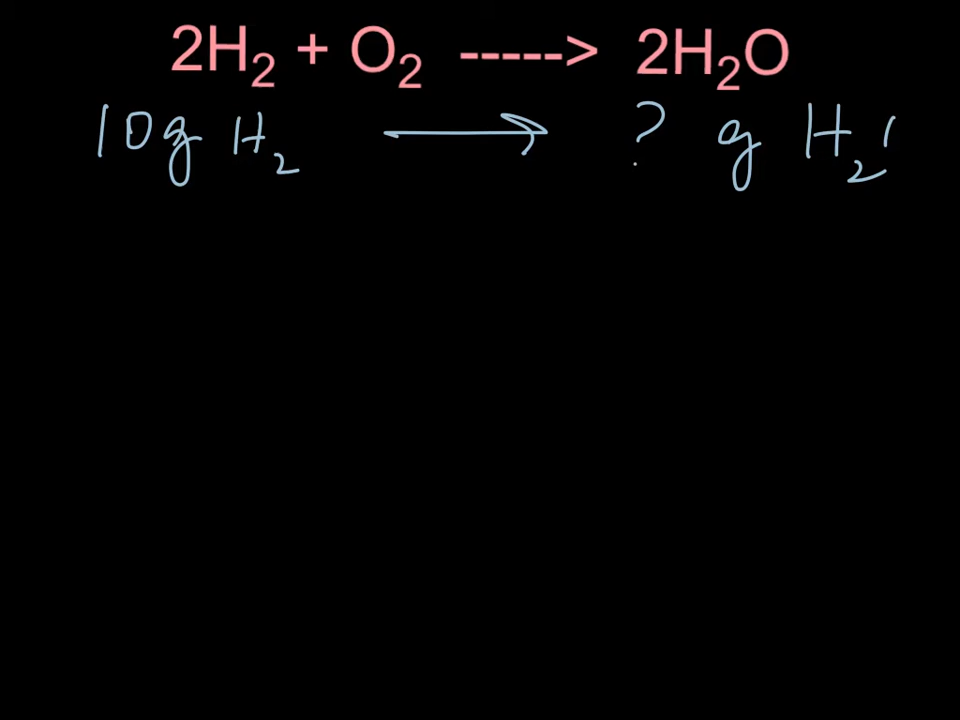 2H₂ + O₂ -----> 2H₂O
10g H₂ ⟶ ? g H₂